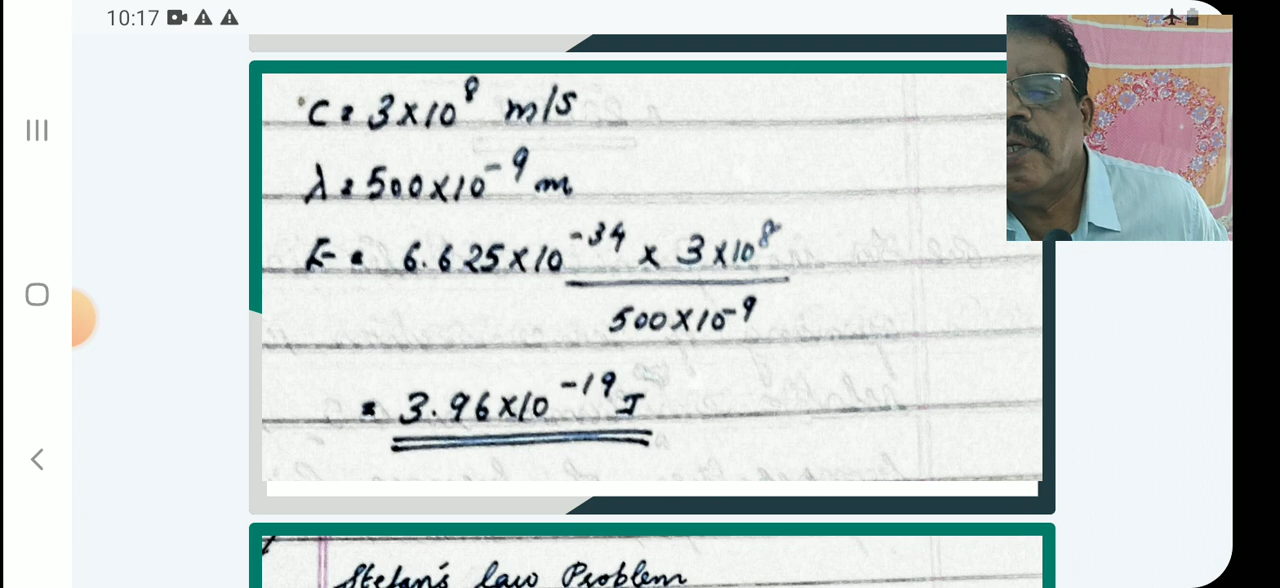 10:17
C = 3×10⁸ m/s
λ = 500×10⁻⁹ m
E = 6.625×10⁻³⁴ × 3×10⁸
500×10⁻⁹
= 3.96×10⁻¹⁹ J
Stefan's law Problem